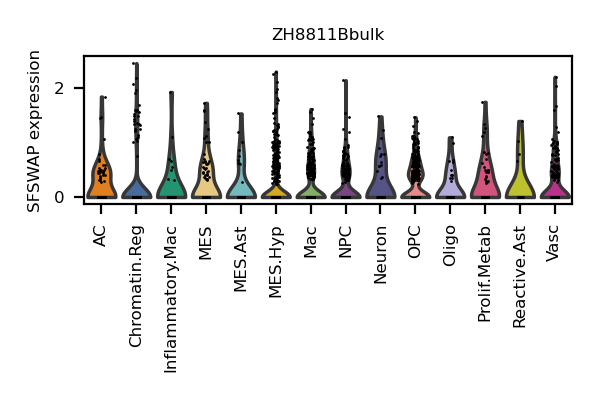 ZH8811Bbulk
SFSWAP expression
2
0
AC
Chromatin.Reg
Inflammatory.Mac
MES
MES.Ast
MES.Hyp
Mac
NPC
Neuron
OPC
Oligo
Prolif.Metab
Reactive.Ast
Vasc